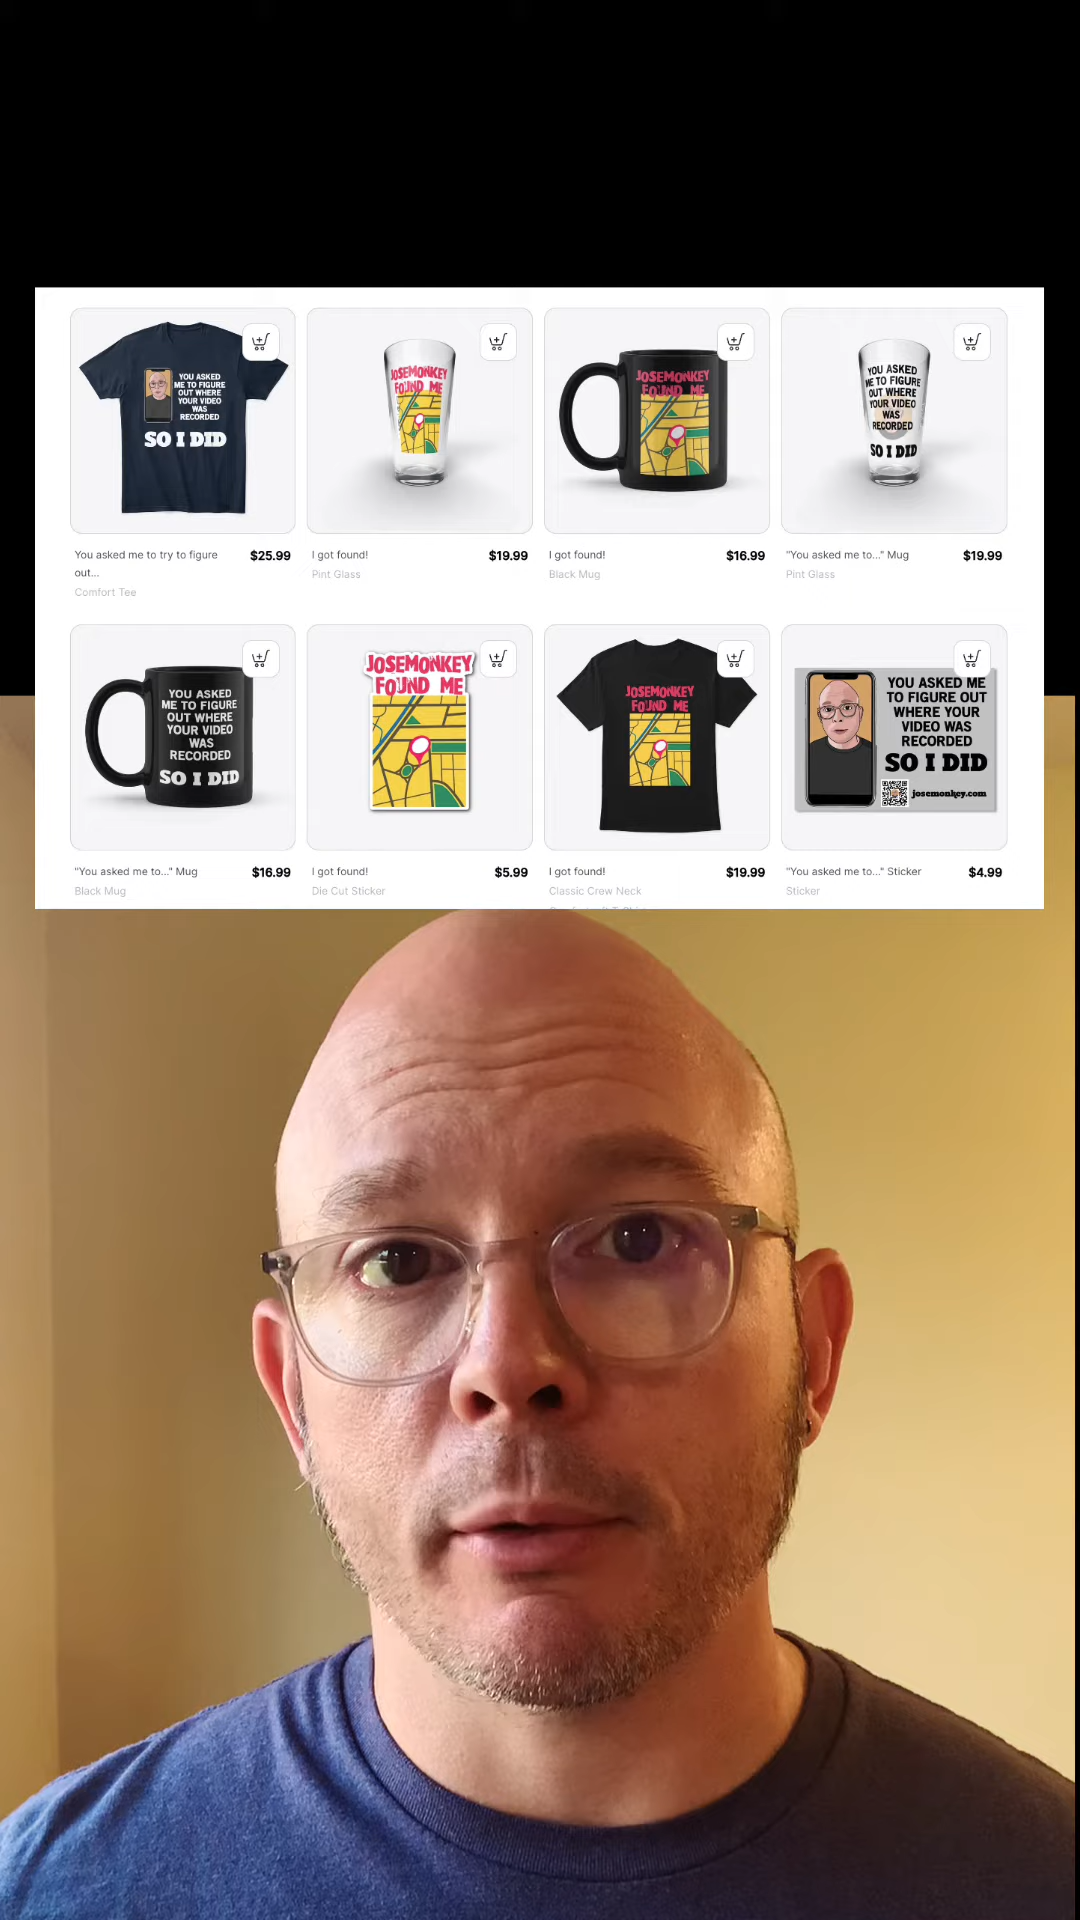 YOU ASKED
ME TO FIGURE
OUT WHERE
YOUR VIDEO
WAS
RECORDED
SO I DID
JOSEMONKEY
FOUND ME
JOSEMONKEY
FOUND ME
YOU ASKED
ME TO FIGURE
OUT WHERE
YOUR VIDEO
WAS
RECORDED
SO I DID
You asked me to try to figure
out...
$25.99
Comfort Tee
I got found!
$19.99
Pint Glass
I got found!
$16.99
Black Mug
"You asked me to..." Mug
$19.99
Pint Glass
YOU ASKED
ME TO FIGURE
OUT WHERE
YOUR VIDEO
WAS
RECORDED
SO I DID
JOSEMONKEY
FOUND ME
JOSEMONKEY
FOUND ME
YOU ASKED ME
TO FIGURE OUT
WHERE YOUR
VIDEO WAS
RECORDED
SO I DID
josemonkey.com
"You asked me to..." Mug
$16.99
Black Mug
I got found!
$5.99
Die Cut Sticker
I got found!
$19.99
Classic Crew Neck
"You asked me to..." Sticker
$4.99
Sticker